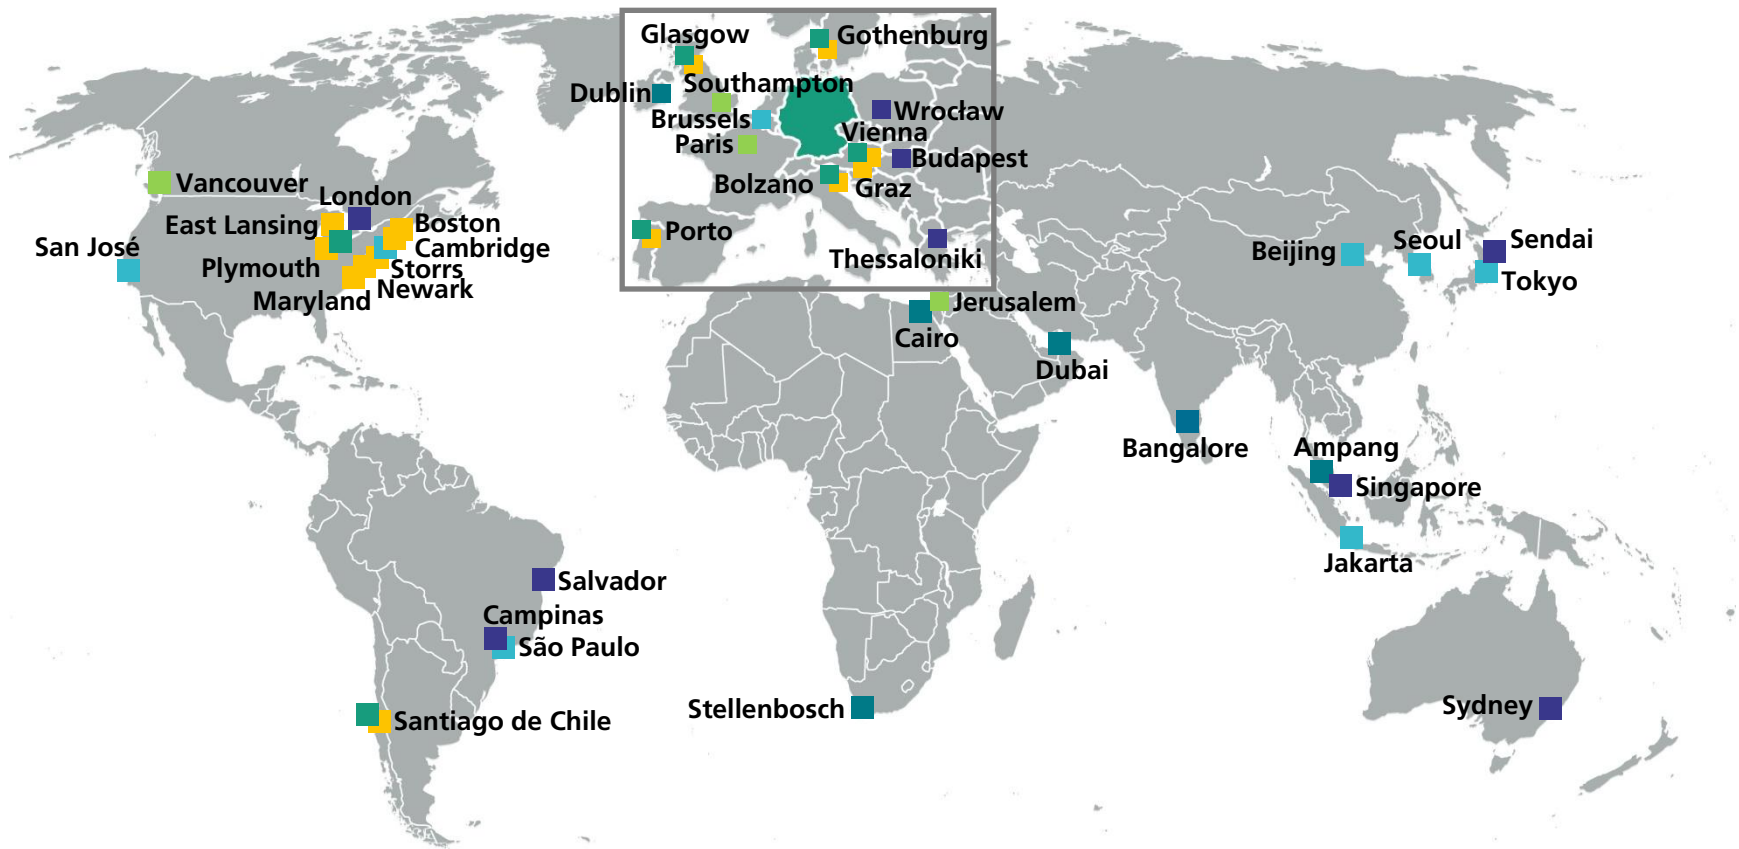 Glasgow
Gothenburg
Southampton
Dublin
Wrocław
Brussels
Vienna
Paris
Budapest
Bolzano
Graz
Porto
Thessaloniki
Vancouver
London
East Lansing
Boston
San José
Cambridge
Plymouth
Storrs
Newark
Maryland
Beijing
Seoul
Sendai
Tokyo
Jerusalem
Cairo
Dubai
Bangalore
Ampang
Singapore
Jakarta
Salvador
Campinas
São Paulo
Santiago de Chile
Stellenbosch
Sydney